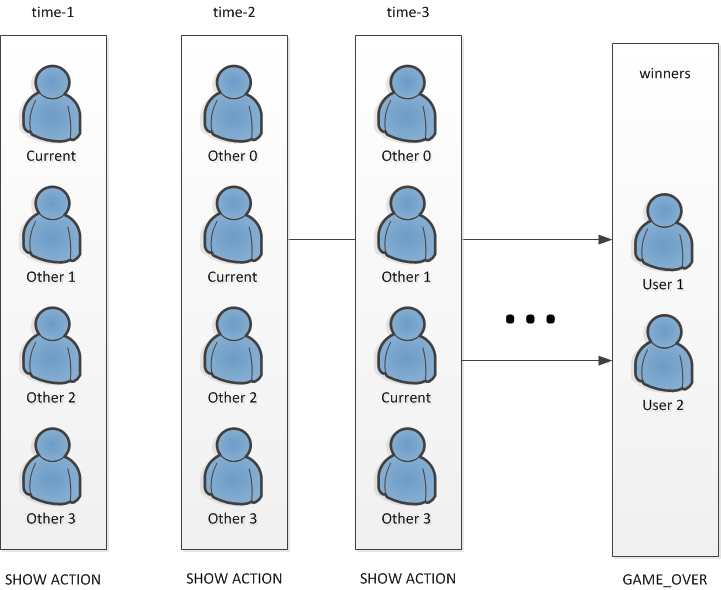 time-1
time-2
time-3
winners
Current
Other 0
Other 0
Other 1
Current
Other 1
User 1
Other 2
Other 2
Current
User 2
Other 3
Other 3
Other 3
SHOW ACTION
SHOW ACTION
SHOW ACTION
GAME_OVER